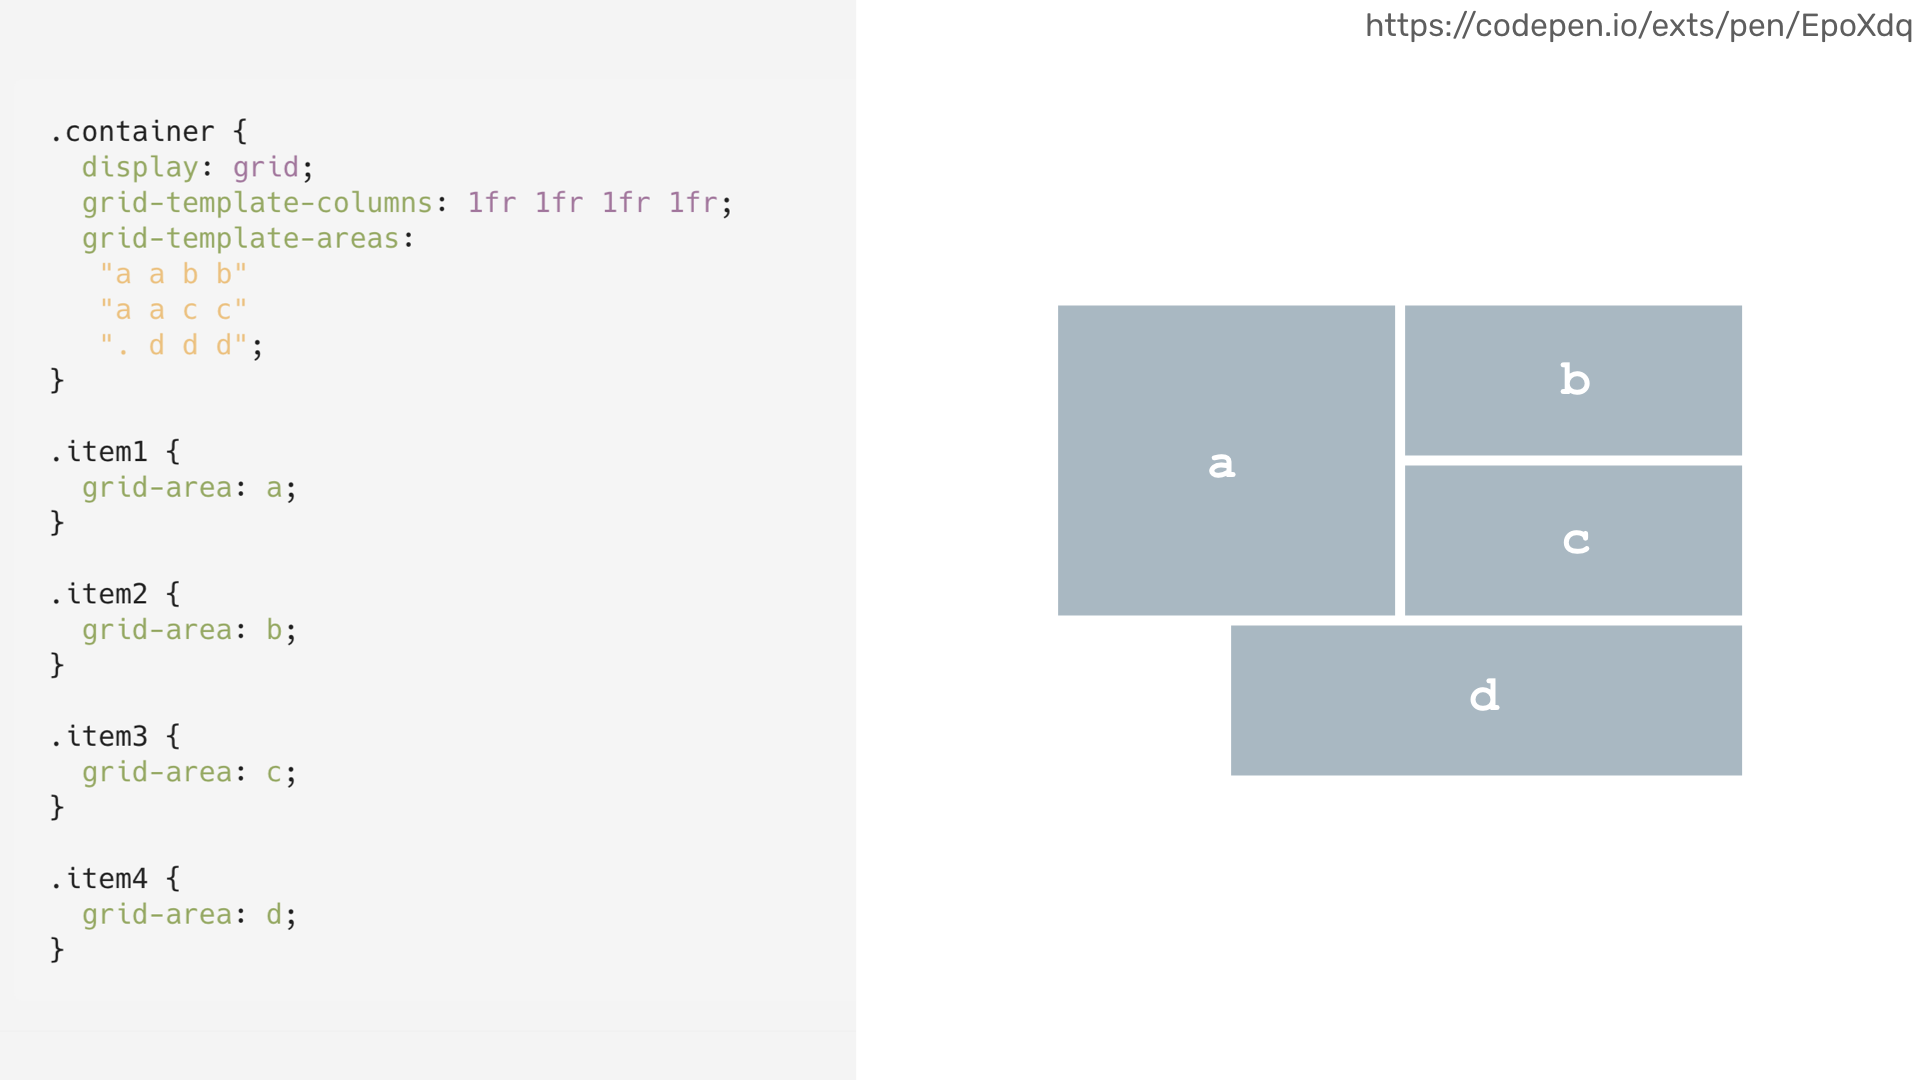 https://codepen.io/exts/pen/EpoXdq
.container {
  display: grid;
  grid-template-columns: 1fr 1fr 1fr 1fr;
  grid-template-areas:
   "a a b b"
   "a a c c"
   ". d d d";
}
.item1 {
  grid-area: a;
}
.item2 {
  grid-area: b;
}
.item3 {
  grid-area: c;
}
.item4 {
  grid-area: d;
}
a
b
c
d